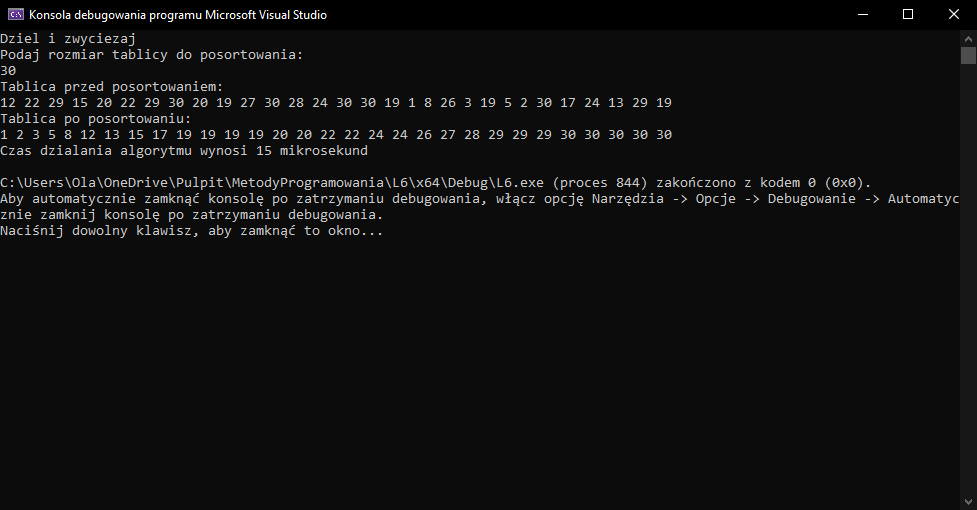 Konsola debugowania programu Microsoft Visual Studio
Dziel i zwyciezaj
Podaj rozmiar tablicy do posortowania:
30
Tablica przed posortowaniem:
12 22 29 15 20 22 29 30 20 19 27 30 28 24 30 30 19 1 8 26 3 19 5 2 30 17 24 13 29 19
Tablica po posortowaniu:
1 2 3 5 8 12 13 15 17 19 19 19 19 20 20 22 22 24 24 26 27 28 29 29 29 30 30 30 30 30
Czas dzialania algorytmu wynosi 15 mikrosekund
C:\Users\Ola\OneDrive\Pulpit\MetodyProgramowania\L6\x64\Debug\L6.exe (proces 844) zakończono z kodem 0 (0x0).
Aby automatycznie zamknąć konsolę po zatrzymaniu debugowania, włącz opcję Narzędzia -> Opcje -> Debugowanie -> Automatyc
znie zamknij konsolę po zatrzymaniu debugowania.
Naciśnij dowolny klawisz, aby zamknąć to okno...